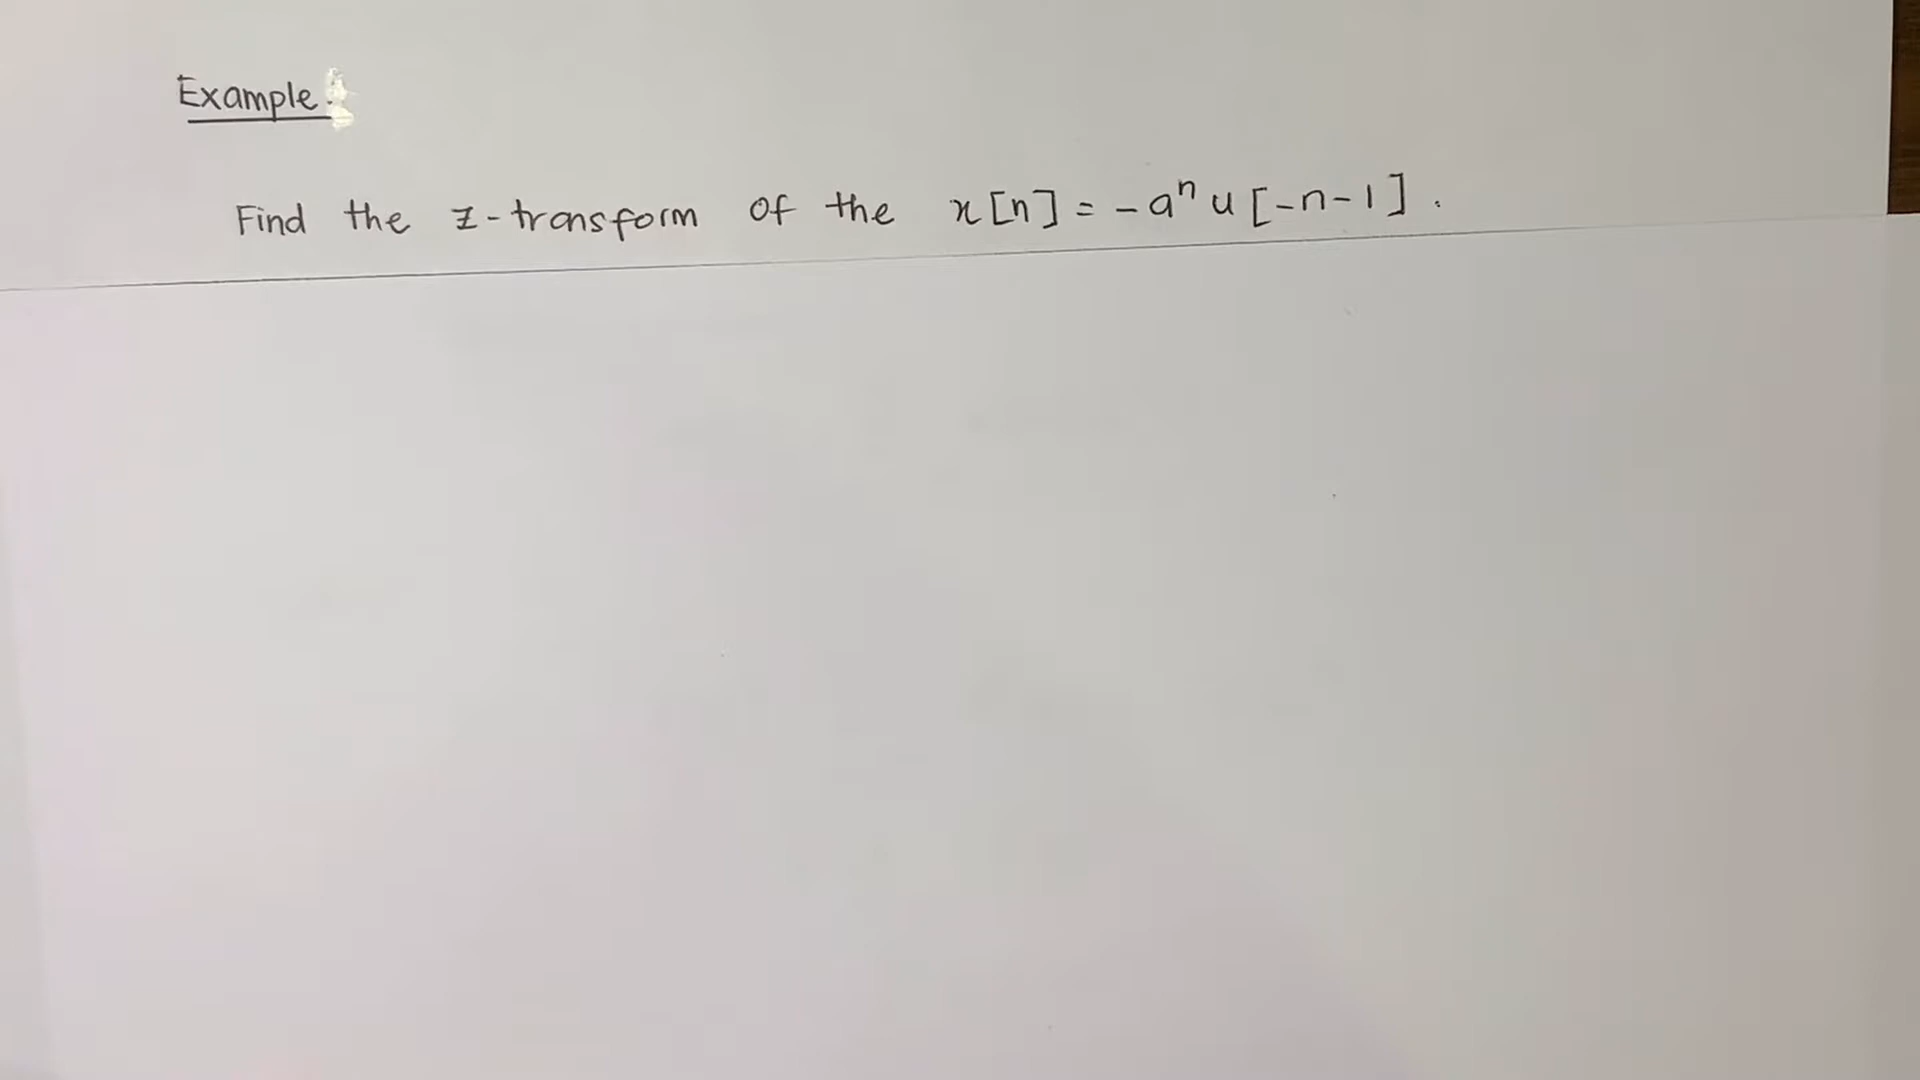 Example:
Find the z-transform of the x[n] = -aⁿ u[-n-1].